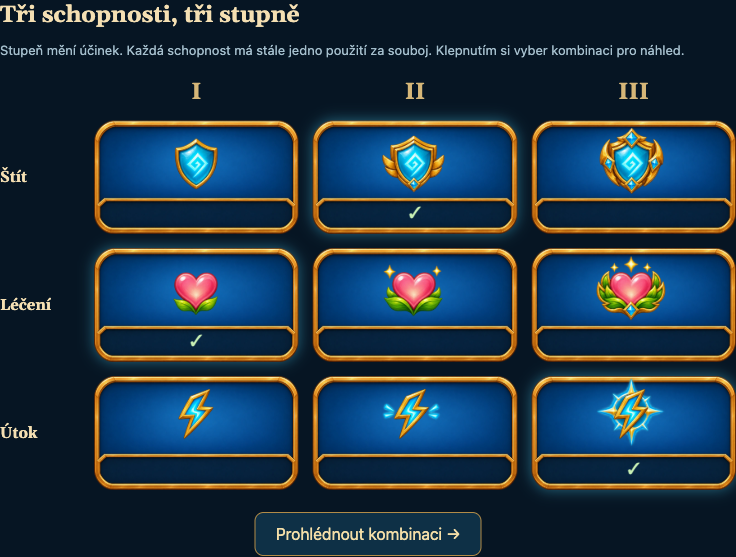 Tři schopnosti, tři stupně
Stupeň mění účinek. Každá schopnost má stále jedno použití za souboj. Klepnutím si vyber kombinaci pro náhled.
I II III
Štít
✓
Léčení
✓
Útok
✓
Prohlédnout kombinaci →